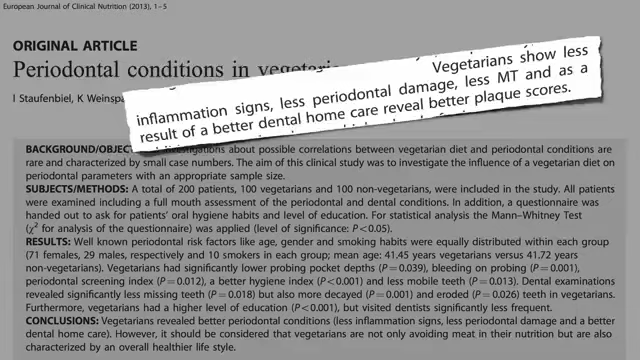 European Journal of Clinical Nutrition (2013), 1–5
ORIGINAL ARTICLE
Periodontal conditions in
I Staufenbiel, K
Vegetarians show less
inflammation signs, less periodontal damage, less MT and as a
result of a better dental home care reveal better plaque scores.
about possible correlations between vegetarian diet and periodontal conditions are
rare and characterized by small case numbers. The aim of this clinical study was to investigate the influence of a vegetarian diet on
periodontal parameters with an appropriate sample size.
SUBJECTS/METHODS: A total of 200 patients, 100 vegetarians and 100 non-vegetarians, were included in the study. All patients
were examined including a full mouth assessment of the periodontal and dental conditions. In addition, a questionnaire was
handed out to ask for patients' oral hygiene habits and level of education. For statistical analysis the Mann–Whitney Test
(χ² for analysis of the questionnaire) was applied (level of significance: P<0.05).
RESULTS: Well known periodontal risk factors like age, gender and smoking habits were equally distributed within each group
(71 females, 29 males, respectively and 10 smokers in each group; mean age: 41.45 years vegetarians versus 41.72 years
non-vegetarians). Vegetarians had significantly lower probing pocket depths (P=0.039), bleeding on probing (P=0.001),
periodontal screening index (P=0.012), a better hygiene index (P<0.001) and less mobile teeth (P=0.013). Dental examinations
revealed significantly less missing teeth (P=0.018) but also more decayed (P=0.001) and eroded (P=0.026) teeth in vegetarians.
Furthermore, vegetarians had a higher level of education (P<0.001), but visited dentists significantly less frequent.
CONCLUSIONS: Vegetarians revealed better periodontal conditions (less inflammation signs, less periodontal damage and a better
dental home care). However, it should be considered that vegetarians are not only avoiding meat in their nutrition but are also
characterized by an overall healthier life style.